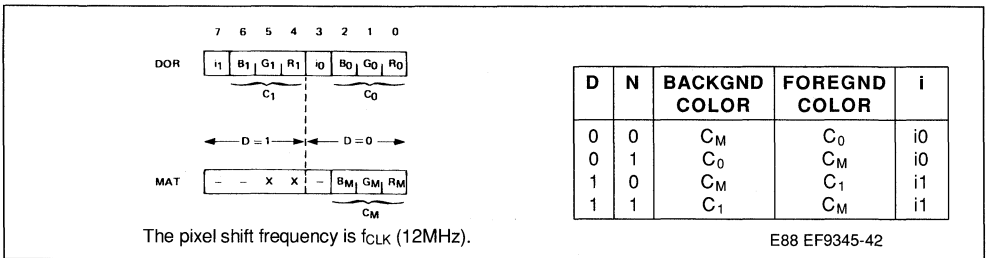 7 6 5 4 3 2 1 0
DOR i1 B1 G1 R1 i0 B0 G0 R0
C1 C0
D = 1 D = 0
MAT – – X X – BM GM RM
CM
The pixel shift frequency is fCLK (12MHz).
D N BACKGND COLOR FOREGND COLOR i
0 0 CM C0 i0
0 1 C0 CM i0
1 0 CM C1 i1
1 1 C1 CM i1
E88 EF9345-42